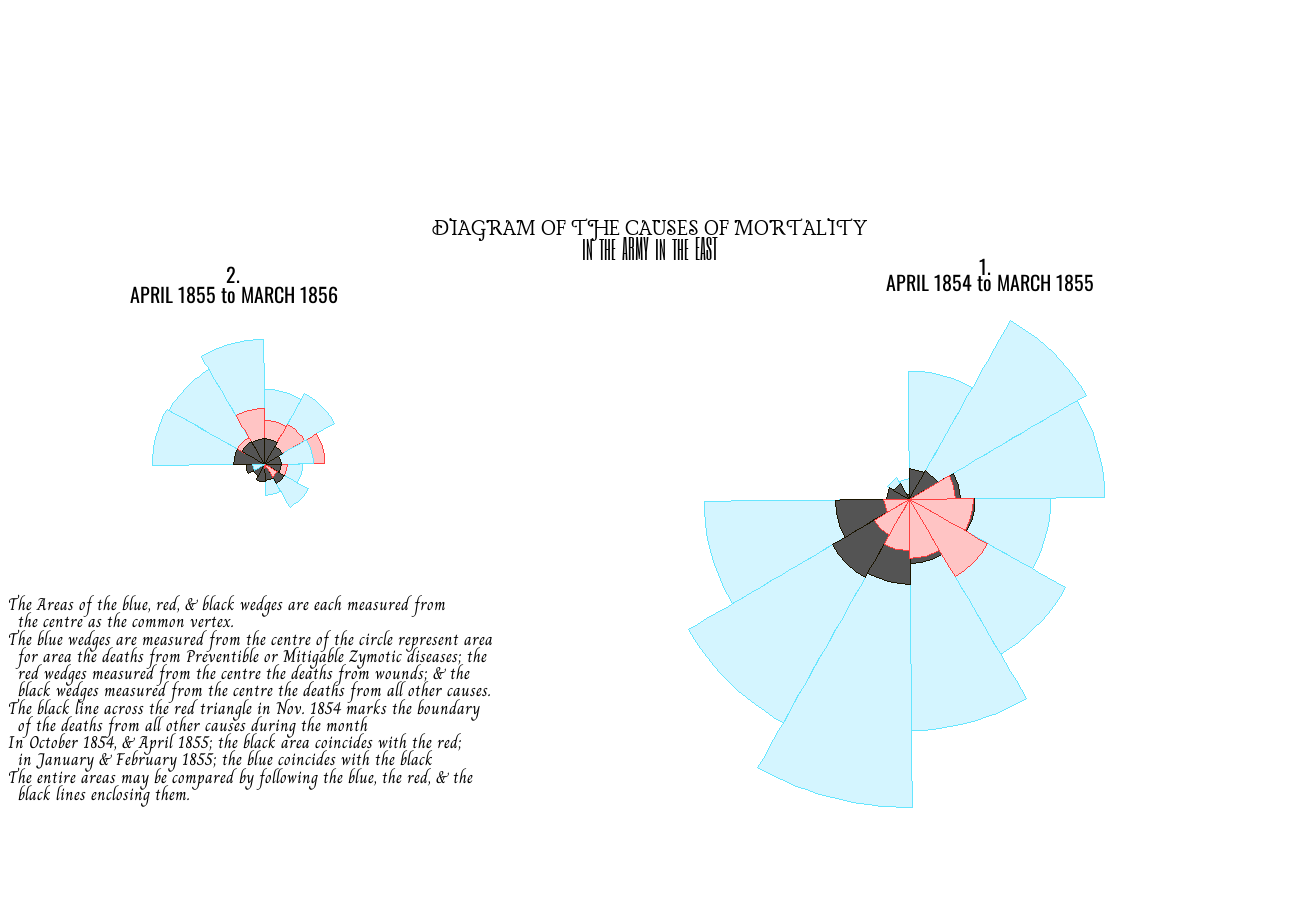 DIAGRAM OF THE CAUSES OF MORTALITY
IN THE ARMY IN THE EAST
2.
APRIL 1855 to MARCH 1856
1.
APRIL 1854 to MARCH 1855
The Areas of the blue, red, & black wedges are each measured from
the centre as the common vertex.
The blue wedges are measured from the centre of the circle represent area
for area the deaths from Preventible or Mitigable Zymotic diseases; the
red wedges measured from the centre the deaths from wounds; & the
black wedges measured from the centre the deaths from all other causes.
The black line across the red triangle in Nov. 1854 marks the boundary
of the deaths from all other causes during the month
In October 1854, & April 1855; the black area coincides with the red;
in January & February 1855; the blue coincides with the black
The entire areas may be compared by following the blue, the red, & the
black lines enclosing them.